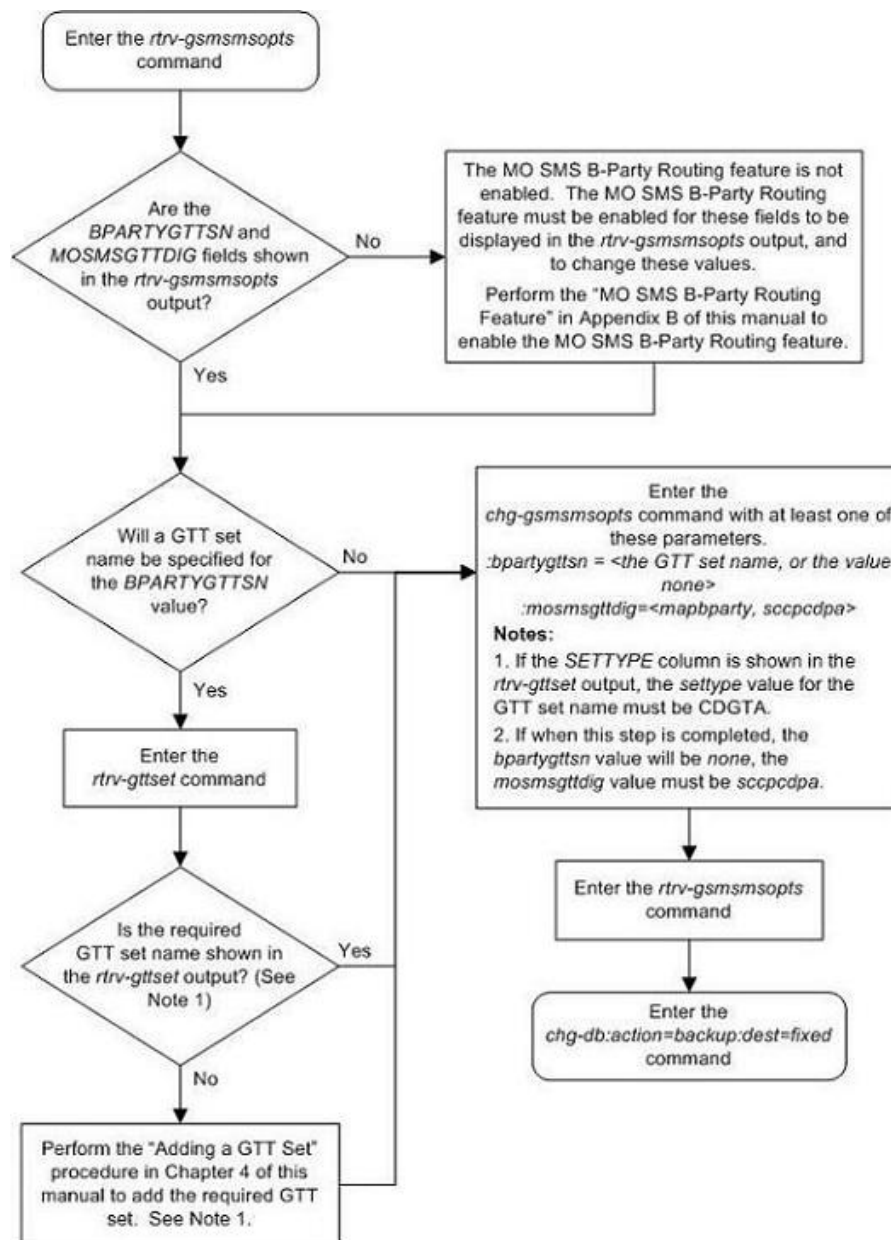 Enter the rtrv-gsmsmsopts
command
Are the
BPARTYGTTSN and
MOSMSGTTDIG fields shown
in the rtrv-gsmsmsopts
output?
No
The MO SMS B-Party Routing feature is not
enabled. The MO SMS B-Party Routing
feature must be enabled for these fields to be
displayed in the rtrv-gsmsmsopts output, and
to change these values.
Perform the “MO SMS B-Party Routing
Feature” in Appendix B of this manual to
enable the MO SMS B-Party Routing feature.
Yes
Will a GTT set
name be specified for
the BPARTYGTTSN
value?
No
Enter the
chg-gsmsmsopts command with at least one of
these parameters.
:bpartygttsn = <the GTT set name, or the value
none>
:mosmsgttdig=<mapbparty, sccpcdpa>
Notes:
1. If the SETTYPE column is shown in the
rtrv-gttset output, the settype value for the
GTT set name must be CDGTA.
2. If when this step is completed, the
bpartygttsn value will be none, the
mosmsgttdig value must be sccpcdpa.
Yes
Enter the
rtrv-gttset command
Is the required
GTT set name shown in
the rtrv-gttset output? (See
Note 1)
Yes
No
Perform the “Adding a GTT Set”
procedure in Chapter 4 of this
manual to add the required GTT
set. See Note 1.
Enter the rtrv-gsmsmsopts
command
Enter the
chg-db:action=backup:dest=fixed
command